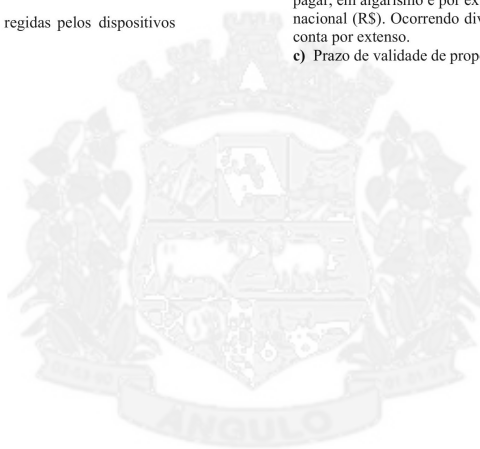 regidas pelos dispositivos
pagar, em algarismo e por ex
nacional (R$). Ocorrendo div
conta por extenso.
c) Prazo de validade de prop
ÂNGULO